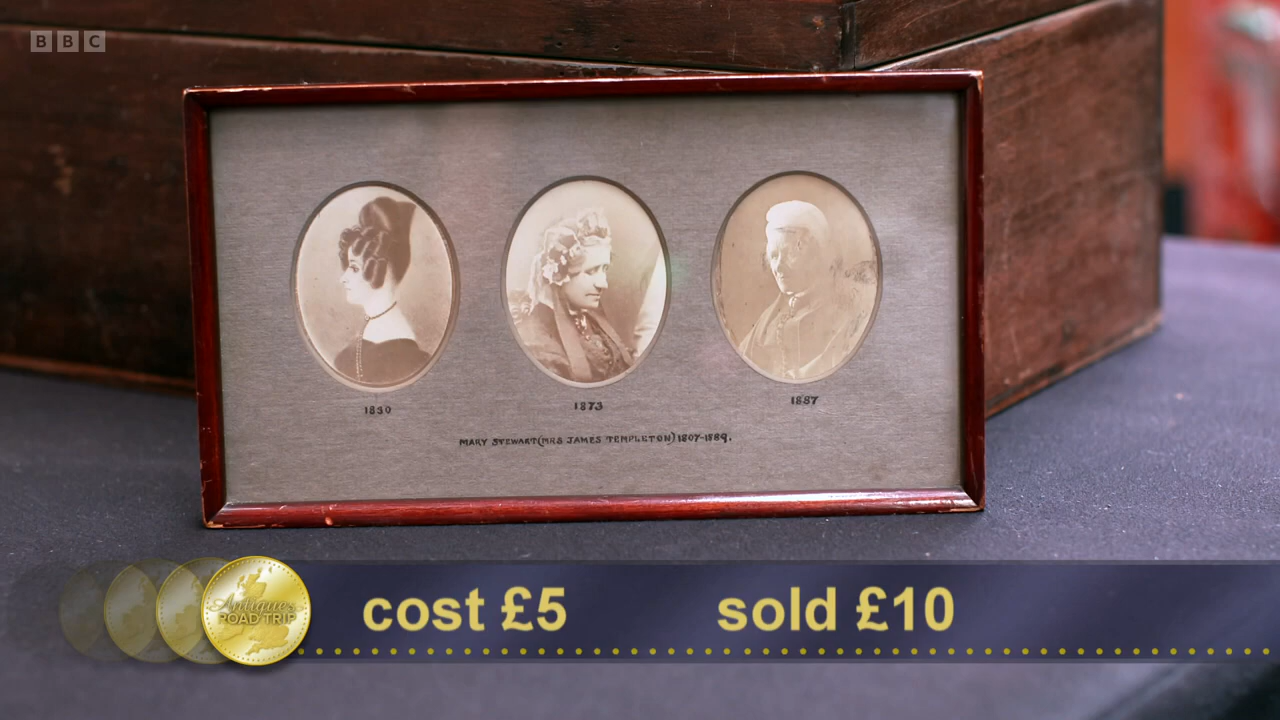 BBC
1830 1873 1887
MARY STEWART (MRS JAMES TEMPLETON) 1807-1889.
Antiques
ROAD TRIP
cost £5 sold £10